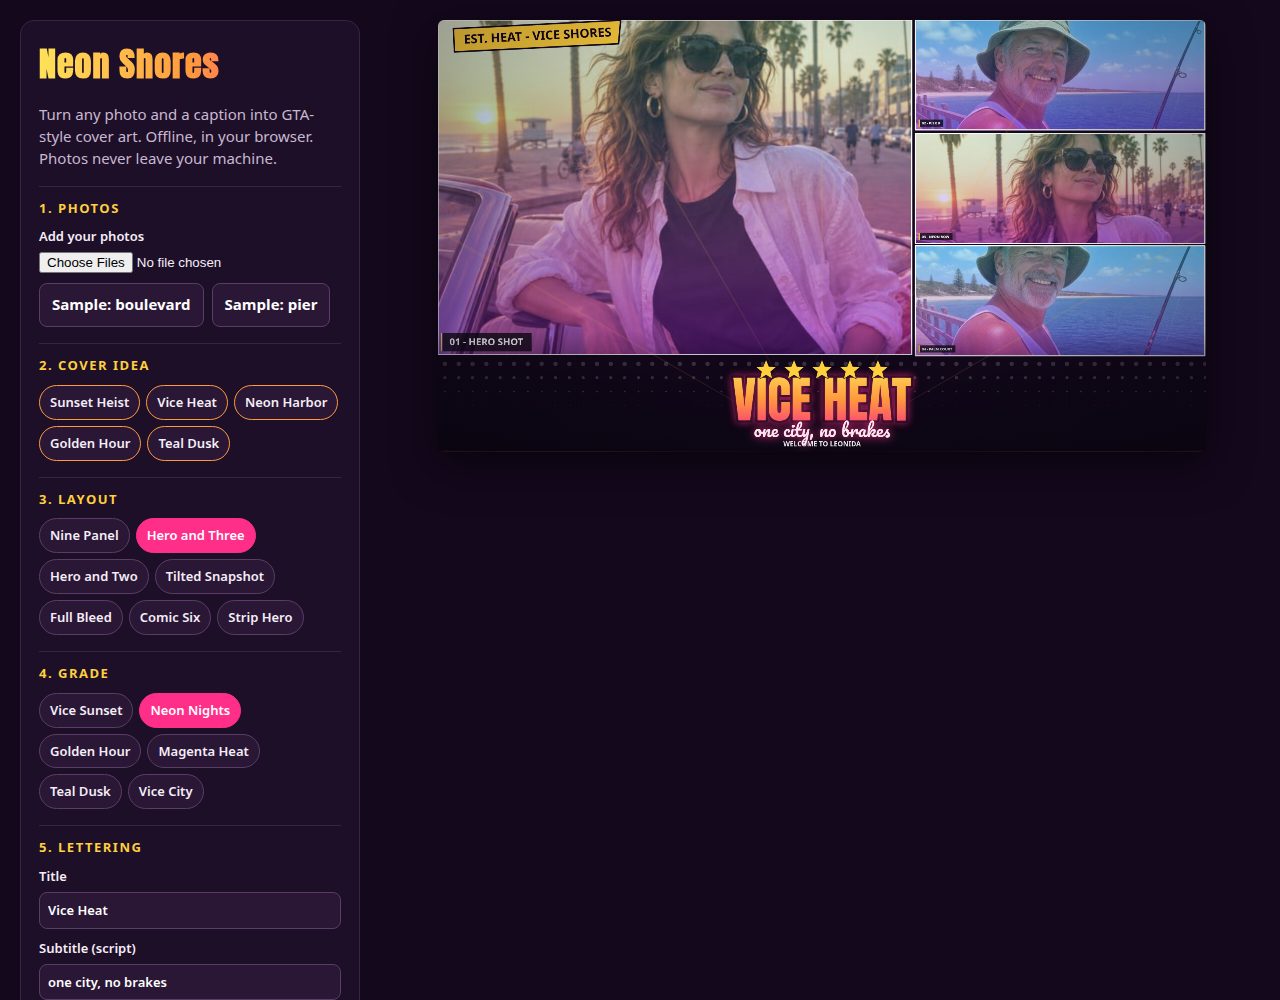 Neon Shores
Turn any photo and a caption into GTA-
style cover art. Offline, in your browser.
Photos never leave your machine.
1. PHOTOS
Add your photos
Choose Files No file chosen
Sample: boulevard Sample: pier
2. COVER IDEA
Sunset Heist Vice Heat Neon Harbor
Golden Hour Teal Dusk
3. LAYOUT
Nine Panel Hero and Three
Hero and Two Tilted Snapshot
Full Bleed Comic Six Strip Hero
4. GRADE
Vice Sunset Neon Nights
Golden Hour Magenta Heat
Teal Dusk Vice City
5. LETTERING
Title
Vice Heat
Subtitle (script)
one city, no brakes
EST. HEAT - VICE SHORES
01 - HERO SHOT
VICE HEAT
one city, no brakes
WELCOME TO LEONIDA